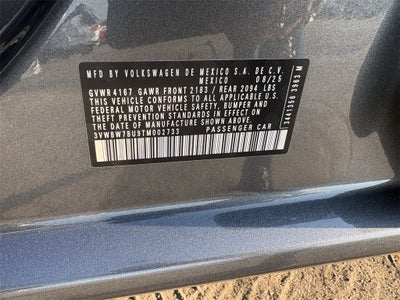 MFD.BY VOLKSWAGEN DE MEXICO S.A. DE C.V.
MEXICO 08/25
GVWR 4167 GAWR FRONT 2183 / REAR 2094 LBS
THIS VEHICLE CONFORMS TO ALL APPLICABLE U.S.
FEDERAL MOTOR VEHICLE SAFETY, BUMPER AND
THEFT PREVENTION STANDARDS IN EFFECT ON THE
DATE OF MANUFACTURE SHOWN ABOVE.
3VWBW7BU9TM002733 PASSENGER CAR
3441356 3963 M